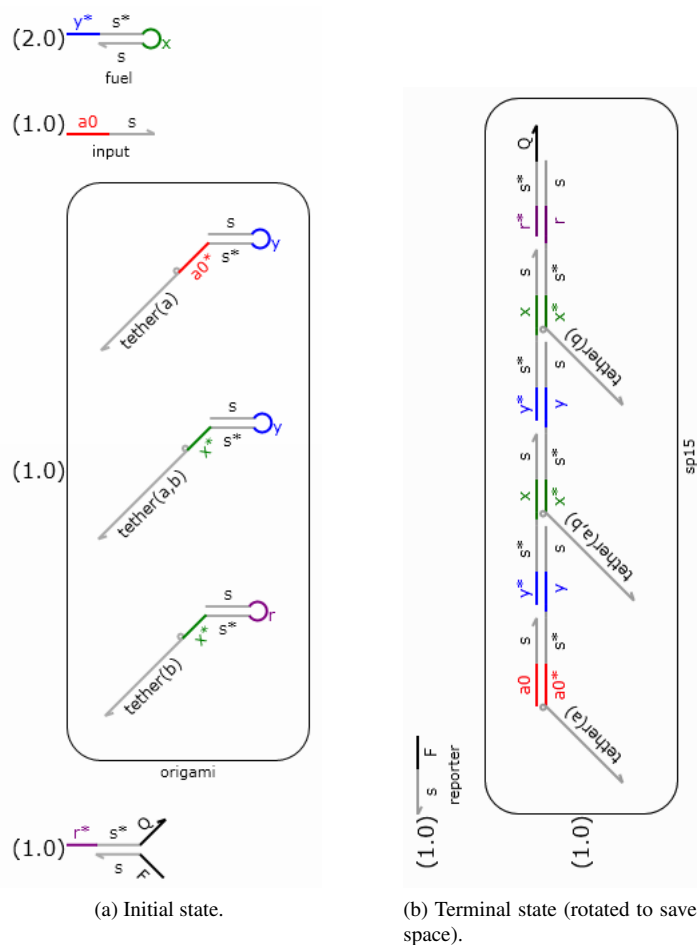 (2.0)
y* s*
s
x
fuel
(1.0)
a0 s
input
(1.0)
s
y
s*
a0*
tether(a)
s
y
s*
x*
tether(a,b)
s
r
s*
x*
tether(b)
origami
(1.0)
r* s* Q
s F
(a) Initial state.
Q
s* s
r* r
s s*
x x*
tether(b)
s* s
y* y
s s*
x x*
tether(a,b)
s* s
y* y
s s*
a0 a0*
tether(a)
sp15
(1.0)
s F
reporter
(1.0)
(b) Terminal state (rotated to save
space).